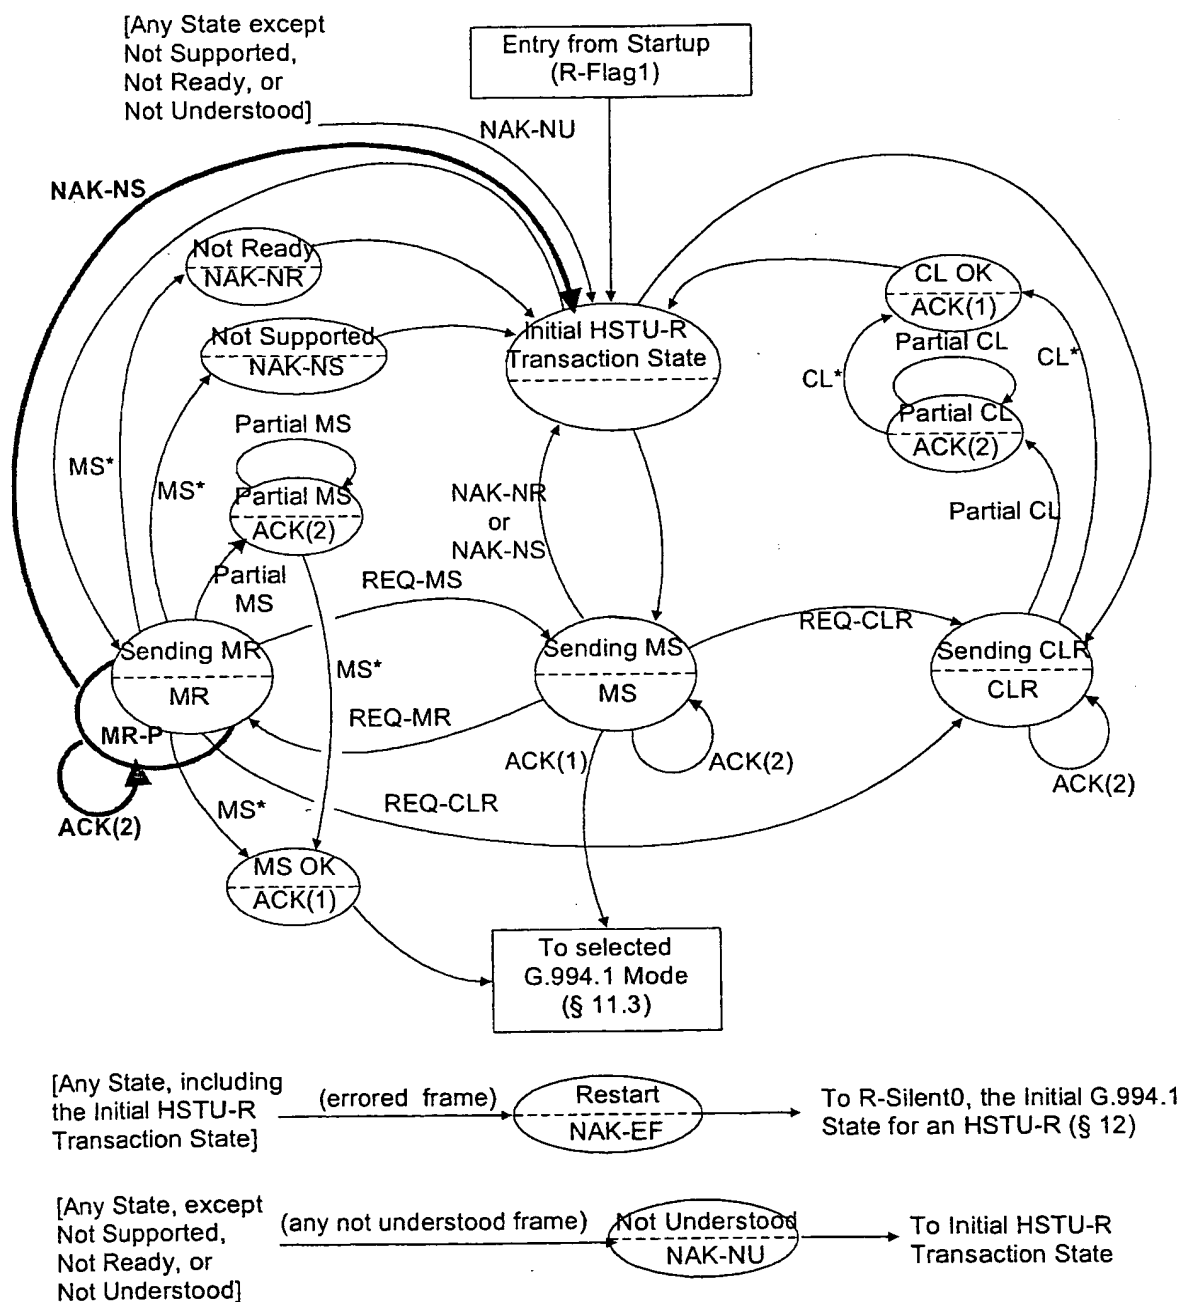 [Any State except
Not Supported,
Not Ready, or
Not Understood]
Entry from Startup
(R-Flag1)
NAK-NU
NAK-NS
Not Ready
NAK-NR
Not Supported
NAK-NS
Initial HSTU-R
Transaction State
CL OK
ACK(1)
Partial CL
CL*
CL*
Partial CL
ACK(2)
Partial CL
Partial MS
MS*
MS*
Partial MS
ACK(2)
Partial
MS
NAK-NR
or
NAK-NS
REQ-MS
REQ-CLR
Sending MR
MR
MS*
Sending MS
MS
Sending CLR
CLR
MR-P
REQ-MR
ACK(1)
ACK(2)
ACK(2)
ACK(2)
MS*
REQ-CLR
MS OK
ACK(1)
To selected
G.994.1 Mode
(§ 11.3)
[Any State, including
the Initial HSTU-R
Transaction State]
(errored frame)
Restart
NAK-EF
To R-Silent0, the Initial G.994.1
State for an HSTU-R (§ 12)
[Any State, except
Not Supported,
Not Ready, or
Not Understood]
(any not understood frame)
Not Understood
NAK-NU
To Initial HSTU-R
Transaction State